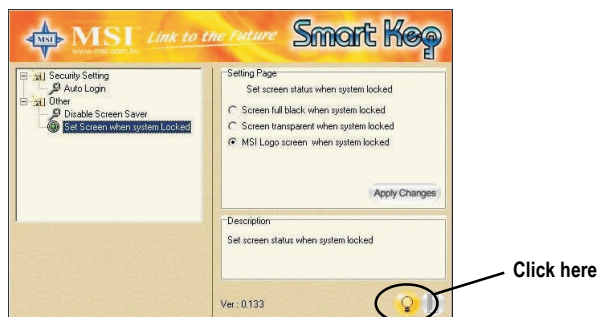 MSI Link to the Future Smart Key
www.msi.com.tw
Security Setting
Auto Login
Other
Disable Screen Saver
Set Screen when system Locked
Setting Page
Set screen status when system locked
Screen full black when system locked
Screen transparent when system locked
MSI Logo screen when system locked
Apply Changes
Description
Set screen status when system locked
Ver : 0.133
Click here